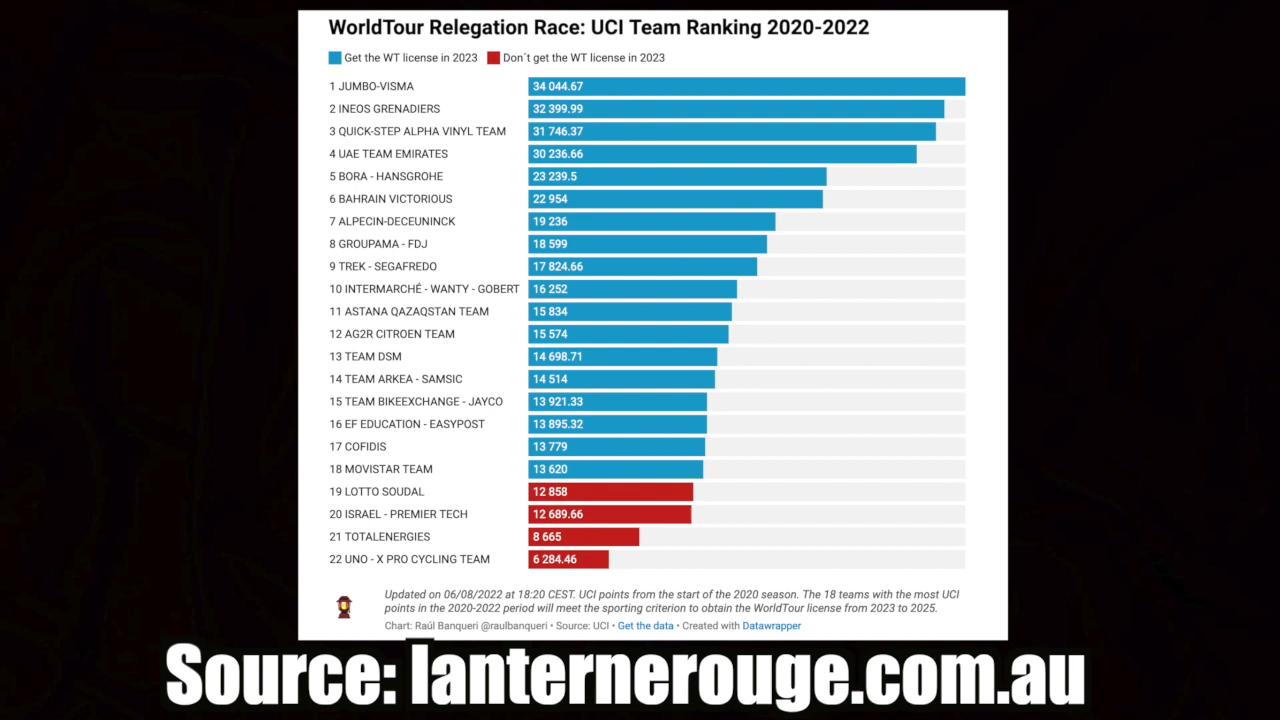 WorldTour Relegation Race: UCI Team Ranking 2020-2022
Get the WT license in 2023 Don´t get the WT license in 2023
1 JUMBO-VISMA 34 044.67
2 INEOS GRENADIERS 32 399.99
3 QUICK-STEP ALPHA VINYL TEAM 31 746.37
4 UAE TEAM EMIRATES 30 236.66
5 BORA - HANSGROHE 23 239.5
6 BAHRAIN VICTORIOUS 22 954
7 ALPECIN-DECEUNINCK 19 236
8 GROUPAMA - FDJ 18 599
9 TREK - SEGAFREDO 17 824.66
10 INTERMARCHÉ - WANTY - GOBERT 16 252
11 ASTANA QAZAQSTAN TEAM 15 834
12 AG2R CITROEN TEAM 15 574
13 TEAM DSM 14 698.71
14 TEAM ARKEA - SAMSIC 14 514
15 TEAM BIKEEXCHANGE - JAYCO 13 921.33
16 EF EDUCATION - EASYPOST 13 895.32
17 COFIDIS 13 779
18 MOVISTAR TEAM 13 620
19 LOTTO SOUDAL 12 858
20 ISRAEL - PREMIER TECH 12 689.66
21 TOTALENERGIES 8 665
22 UNO - X PRO CYCLING TEAM 6 284.46
Updated on 06/08/2022 at 18:20 CEST. UCI points from the start of the 2020 season. The 18 teams with the most UCI
points in the 2020-2022 period will meet the sporting criterion to obtain the WorldTour license from 2023 to 2025.
Chart: Raúl Banqueri @raulbanqueri • Source: UCI • Get the data • Created with Datawrapper
Source: lanternerouge.com.au